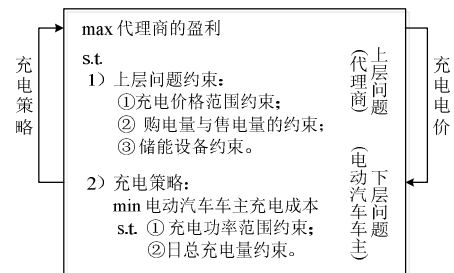 max 代理商的盈利
s.t.
1）上层问题约束：
①充电价格范围约束；
② 购电量与售电量的约束；
③ 储能设备约束。
2）充电策略：
min 电动汽车车主充电成本
s.t. ① 充电功率范围约束；
②日总充电量约束。
上层问题
(代理商)
下层问题
(电动汽车车主)
充电策略
充电电价